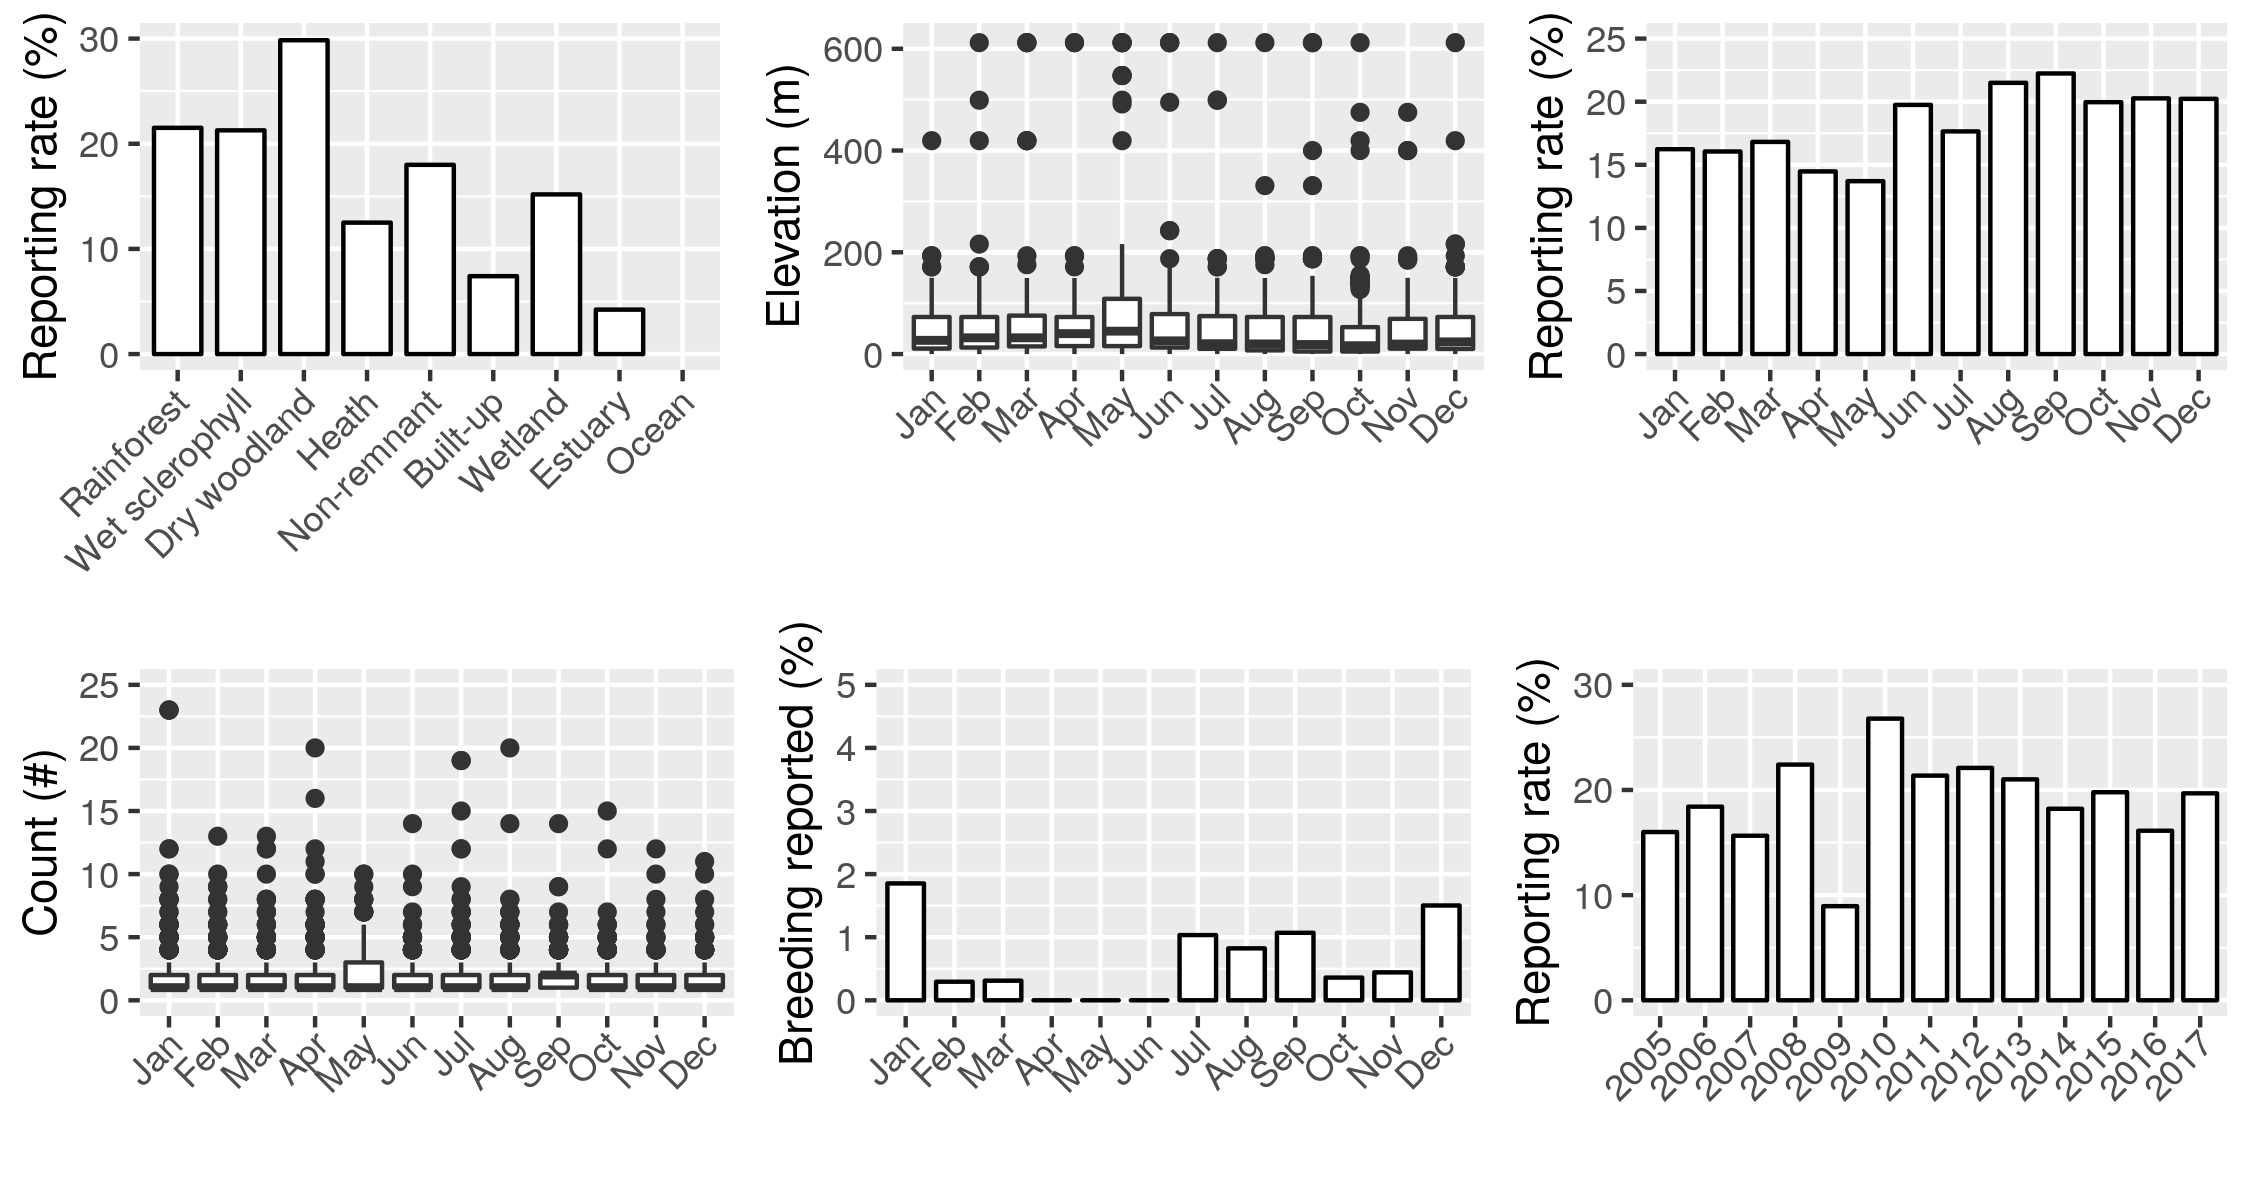 Reporting rate (%)
30
20
10
0
Rainforest
Wet sclerophyll
Dry woodland
Heath
Non-remnant
Built-up
Wetland
Estuary
Ocean
Elevation (m)
600
400
200
0
Jan
Feb
Mar
Apr
May
Jun
Jul
Aug
Sep
Oct
Nov
Dec
Reporting rate (%)
25
20
15
10
5
0
Jan
Feb
Mar
Apr
May
Jun
Jul
Aug
Sep
Oct
Nov
Dec
Count (#)
25
20
15
10
5
0
Jan
Feb
Mar
Apr
May
Jun
Jul
Aug
Sep
Oct
Nov
Dec
Breeding reported (%)
5
4
3
2
1
0
Jan
Feb
Mar
Apr
May
Jun
Jul
Aug
Sep
Oct
Nov
Dec
Reporting rate (%)
30
20
10
0
2005
2006
2007
2008
2009
2010
2011
2012
2013
2014
2015
2016
2017